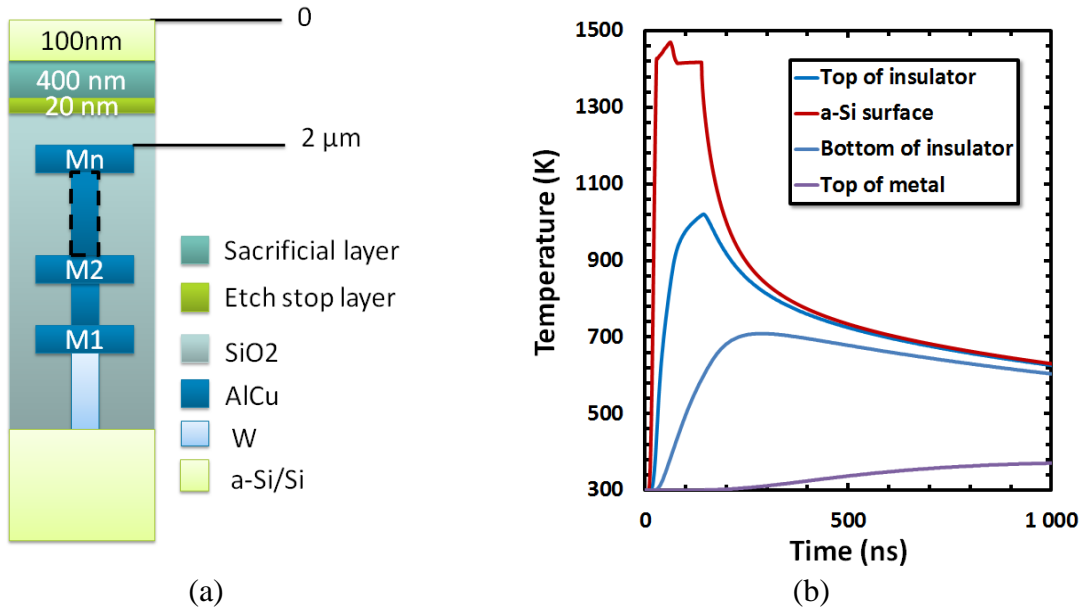 0
100nm
400 nm
20 nm
2 µm
Mn
M2
M1
Sacrificial layer
Etch stop layer
SiO2
AlCu
W
a-Si/Si
(a)
1500
1300
1100
900
700
500
300
Temperature (K)
Top of insulator
a-Si surface
Bottom of insulator
Top of metal
0
500
1 000
Time (ns)
(b)